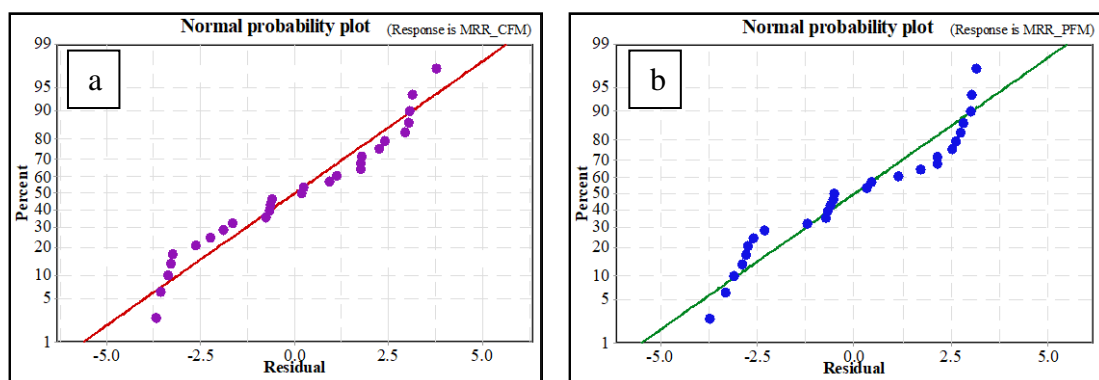 Normal probability plot (Response is MRR_CFM)
a
Percent
99
95
90
80
70
60
50
40
30
20
10
5
1
-5.0 -2.5 0.0 2.5 5.0
Residual
Normal probability plot (Response is MRR_PFM)
b
Percent
99
95
90
80
70
60
50
40
30
20
10
5
1
-5.0 -2.5 0.0 2.5 5.0
Residual